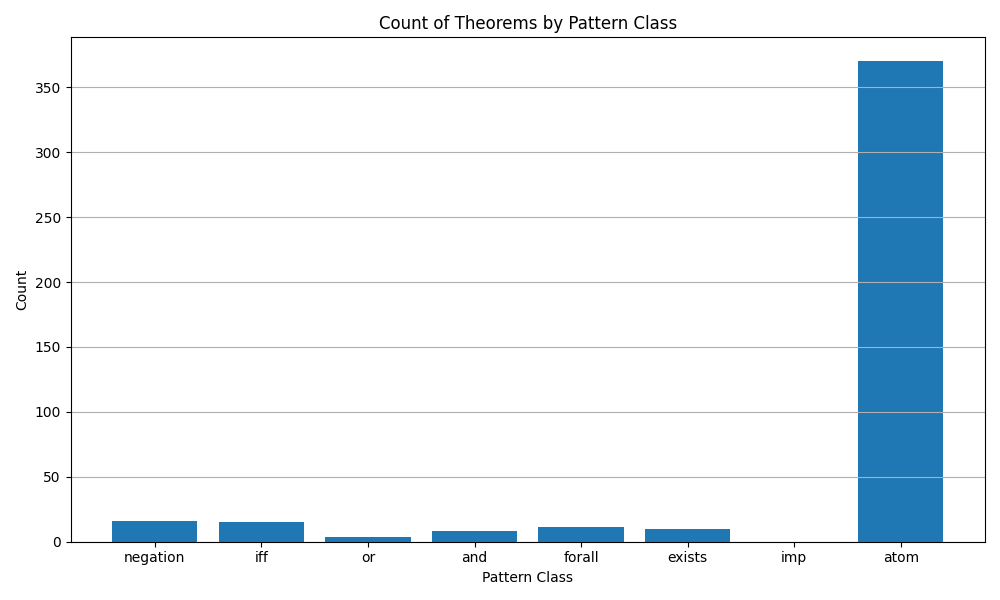 Count of Theorems by Pattern Class
Count
350
300
250
200
150
100
50
0
negation iff or and forall exists imp atom
Pattern Class